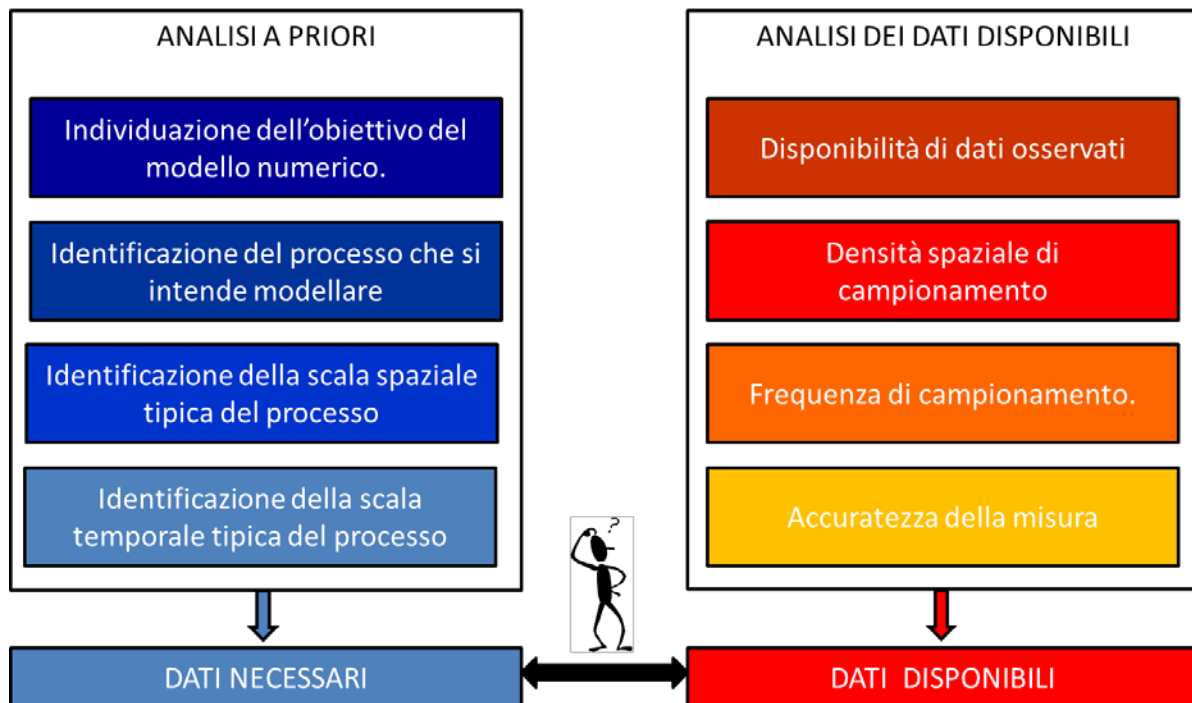 ANALISI A PRIORI
Individuazione dell'obiettivo del
modello numerico.
Identificazione del processo che si
intende modellare
Identificazione della scala spaziale
tipica del processo
Identificazione della scala
temporale tipica del processo
DATI NECESSARI
?
ANALISI DEI DATI DISPONIBILI
Disponibilità di dati osservati
Densità spaziale di
campionamento
Frequenza di campionamento.
Accuratezza della misura
DATI DISPONIBILI